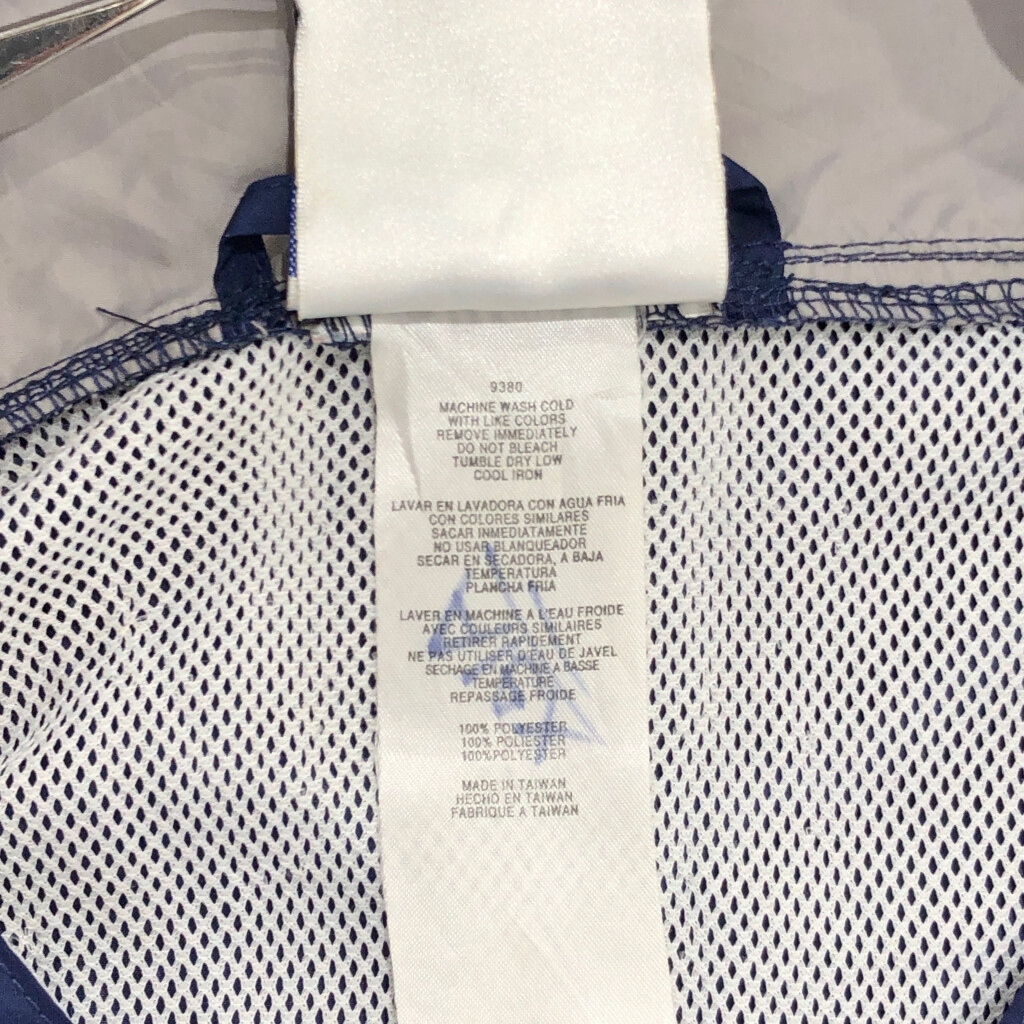 9380
MACHINE WASH COLD
WITH LIKE COLORS
REMOVE IMMEDIATELY
DO NOT BLEACH
TUMBLE DRY LOW
COOL IRON
LAVAR EN LAVADORA CON AGUA FRIA
CON COLORES SIMILARES
SACAR INMEDIATAMENTE
NO USAR BLANQUEADOR
SECAR EN SECADORA, A BAJA
TEMPERATURA
PLANCHA FRIA
LAVER EN MACHINE A L'EAU FROIDE
AVEC COULEURS SIMILAIRES
RETIRER RAPIDEMENT
NE PAS UTILISER D'EAU DE JAVEL
SECHAGE EN MACHINE A BASSE
TEMPERATURE
REPASSAGE FROIDE
100% POLYESTER
100% POLIESTER
100%POLYESTER
MADE IN TAIWAN
HECHO EN TAIWAN
FABRIQUE A TAIWAN